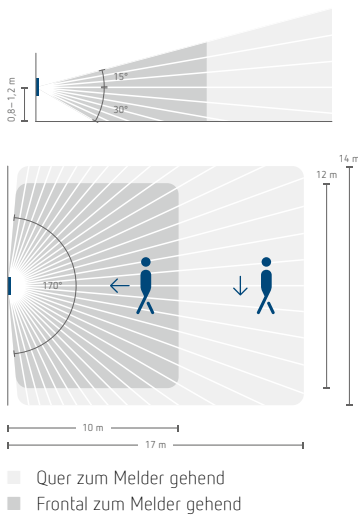 15°
30°
0,8–1,2 m
14 m
12 m
170°
10 m
17 m
Quer zum Melder gehend
Frontal zum Melder gehend